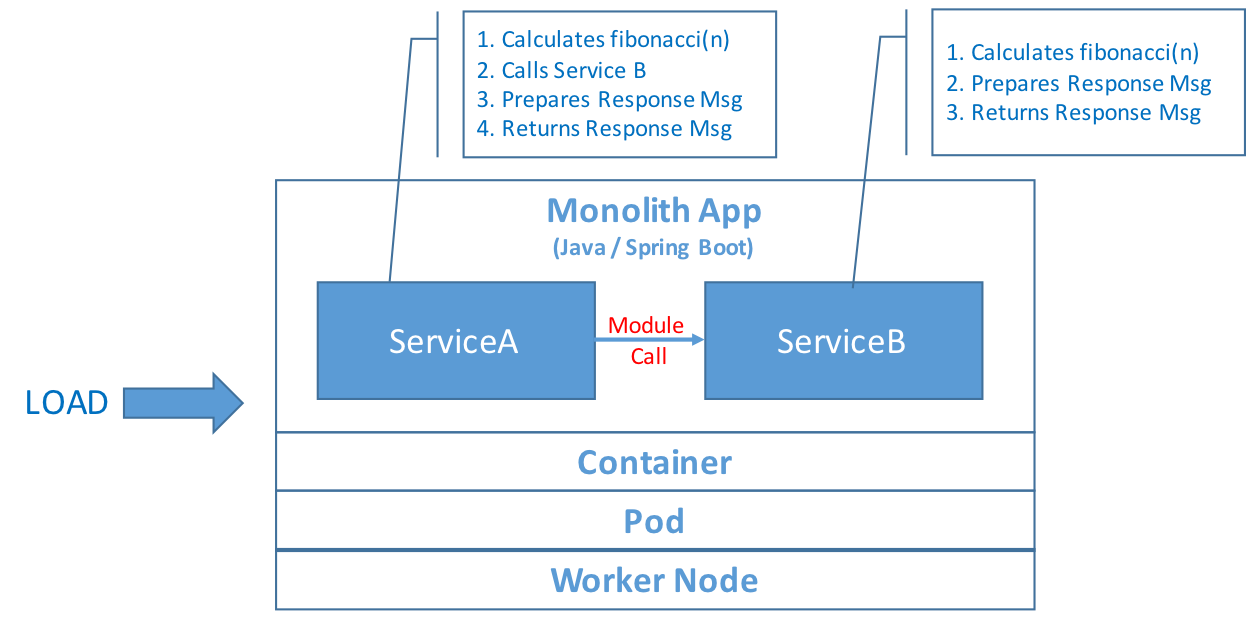 1. Calculates fibonacci(n)
2. Calls Service B
3. Prepares Response Msg
4. Returns Response Msg
1. Calculates fibonacci(n)
2. Prepares Response Msg
3. Returns Response Msg
Monolith App
(Java / Spring Boot)
ServiceA
Module
Call
ServiceB
LOAD
Container
Pod
Worker Node